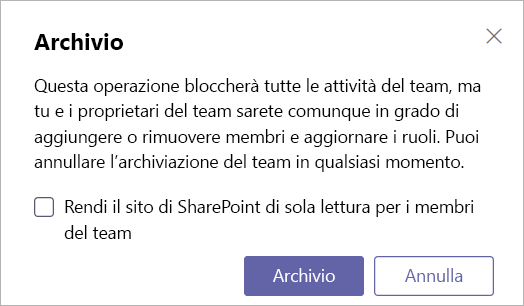 Archivio
Questa operazione bloccherà tutte le attività del team, ma
tu e i proprietari del team sarete comunque in grado di
aggiungere o rimuovere membri e aggiornare i ruoli. Puoi
annullare l’archiviazione del team in qualsiasi momento.
Rendi il sito di SharePoint di sola lettura per i membri
del team
Archivio
Annulla